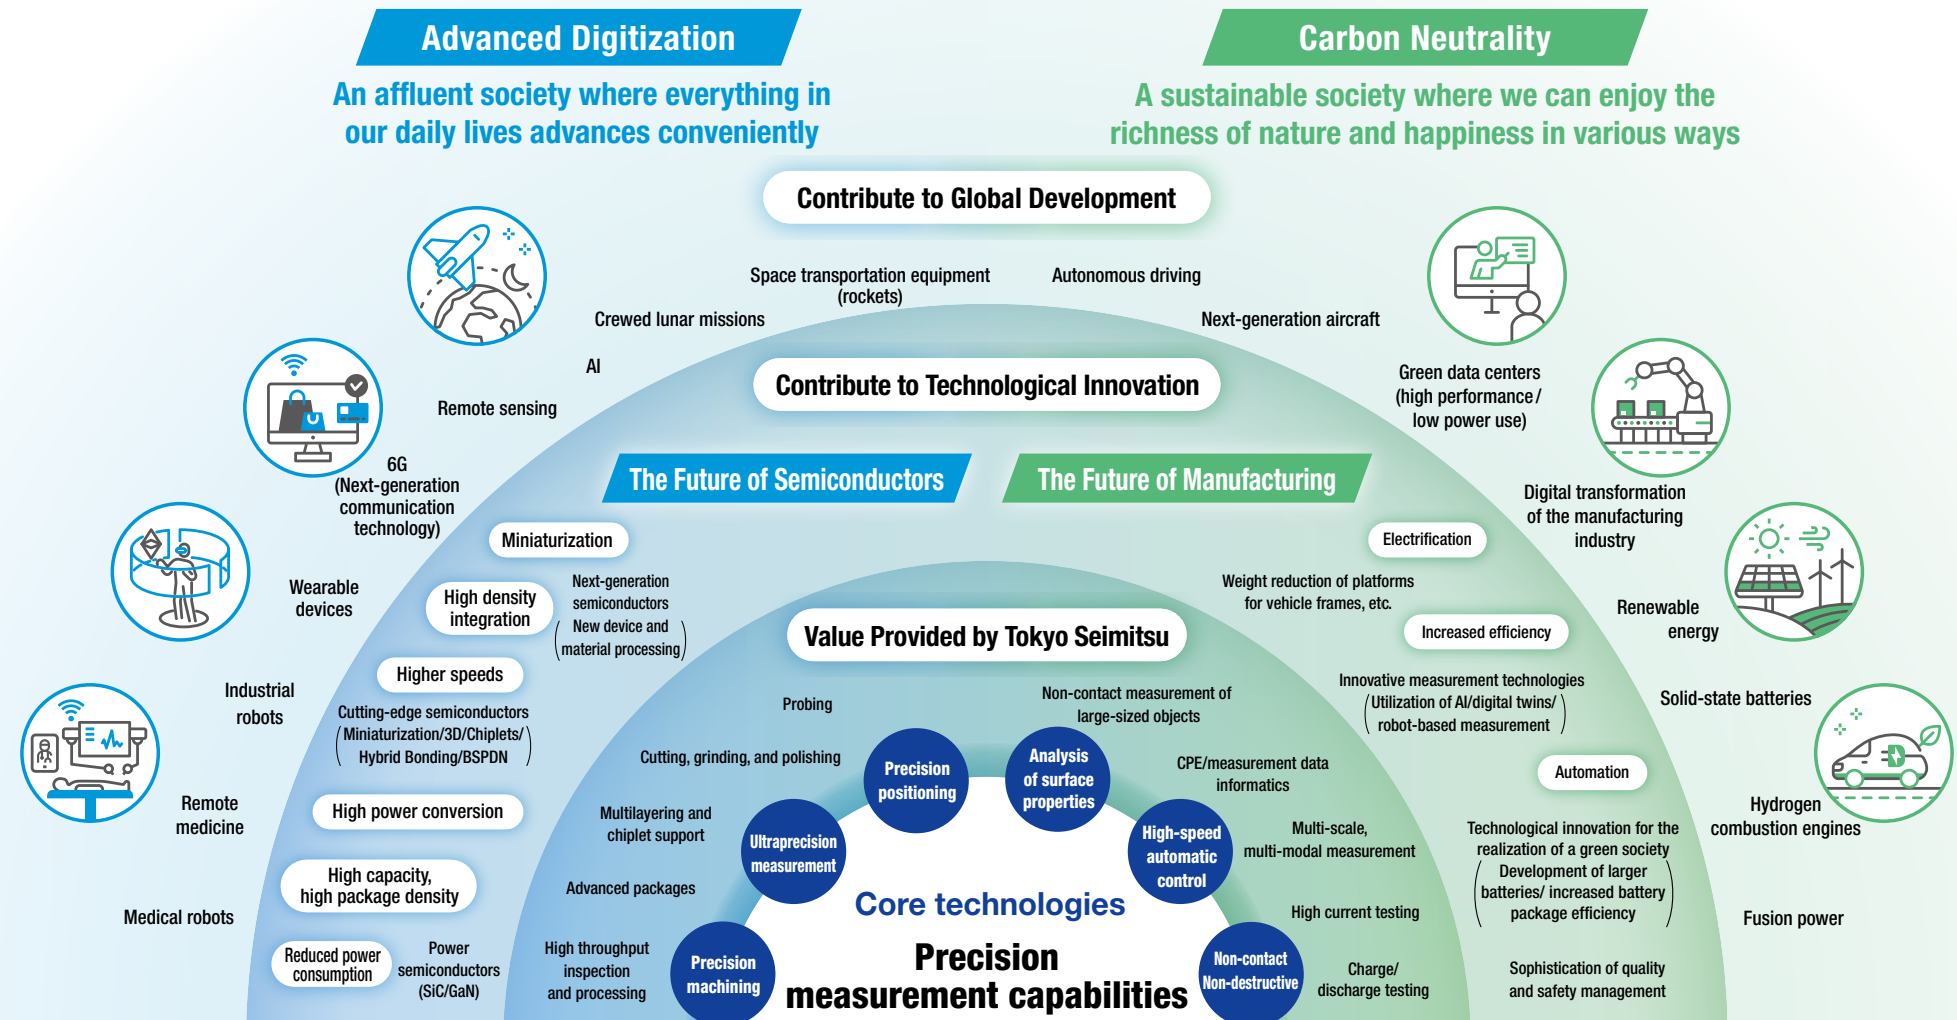 Advanced Digitization
An affluent society where everything in
our daily lives advances conveniently
Carbon Neutrality
A sustainable society where we can enjoy the
richness of nature and happiness in various ways
Contribute to Global Development
Space transportation equipment
(rockets)
Autonomous driving
Crewed lunar missions
Next-generation aircraft
AI
Remote sensing
6G
(Next-generation
communication
technology)
Wearable
devices
Industrial
robots
Remote
medicine
Medical robots
Green data centers
(high performance/
low power use)
Digital transformation
of the manufacturing
industry
Renewable
energy
Solid-state batteries
Hydrogen
combustion engines
Fusion power
Contribute to Technological Innovation
The Future of Semiconductors
Miniaturization
High density
integration
Next-generation
semiconductors
(New device and
material processing)
Higher speeds
Cutting-edge semiconductors
(Miniaturization/3D/Chiplets/
Hybrid Bonding/BSPDN)
High power conversion
High capacity,
high package density
Reduced power
consumption
Power
semiconductors
(SiC/GaN)
The Future of Manufacturing
Electrification
Weight reduction of platforms
for vehicle frames, etc.
Increased efficiency
Innovative measurement technologies
(Utilization of AI/digital twins/
robot-based measurement)
Automation
Technological innovation for the
realization of a green society
(Development of larger
batteries/ increased battery
package efficiency)
Sophistication of quality
and safety management
Value Provided by Tokyo Seimitsu
Probing
Cutting, grinding, and polishing
Multilayering and
chiplet support
Advanced packages
High throughput
inspection
and processing
Non-contact measurement of
large-sized objects
CPE/measurement data
informatics
Multi-scale,
multi-modal measurement
High current testing
Charge/
discharge testing
Precision
machining
Ultraprecision
measurement
Precision
positioning
Analysis
of surface
properties
High-speed
automatic
control
Non-contact
Non-destructive
Core technologies
Precision
measurement capabilities